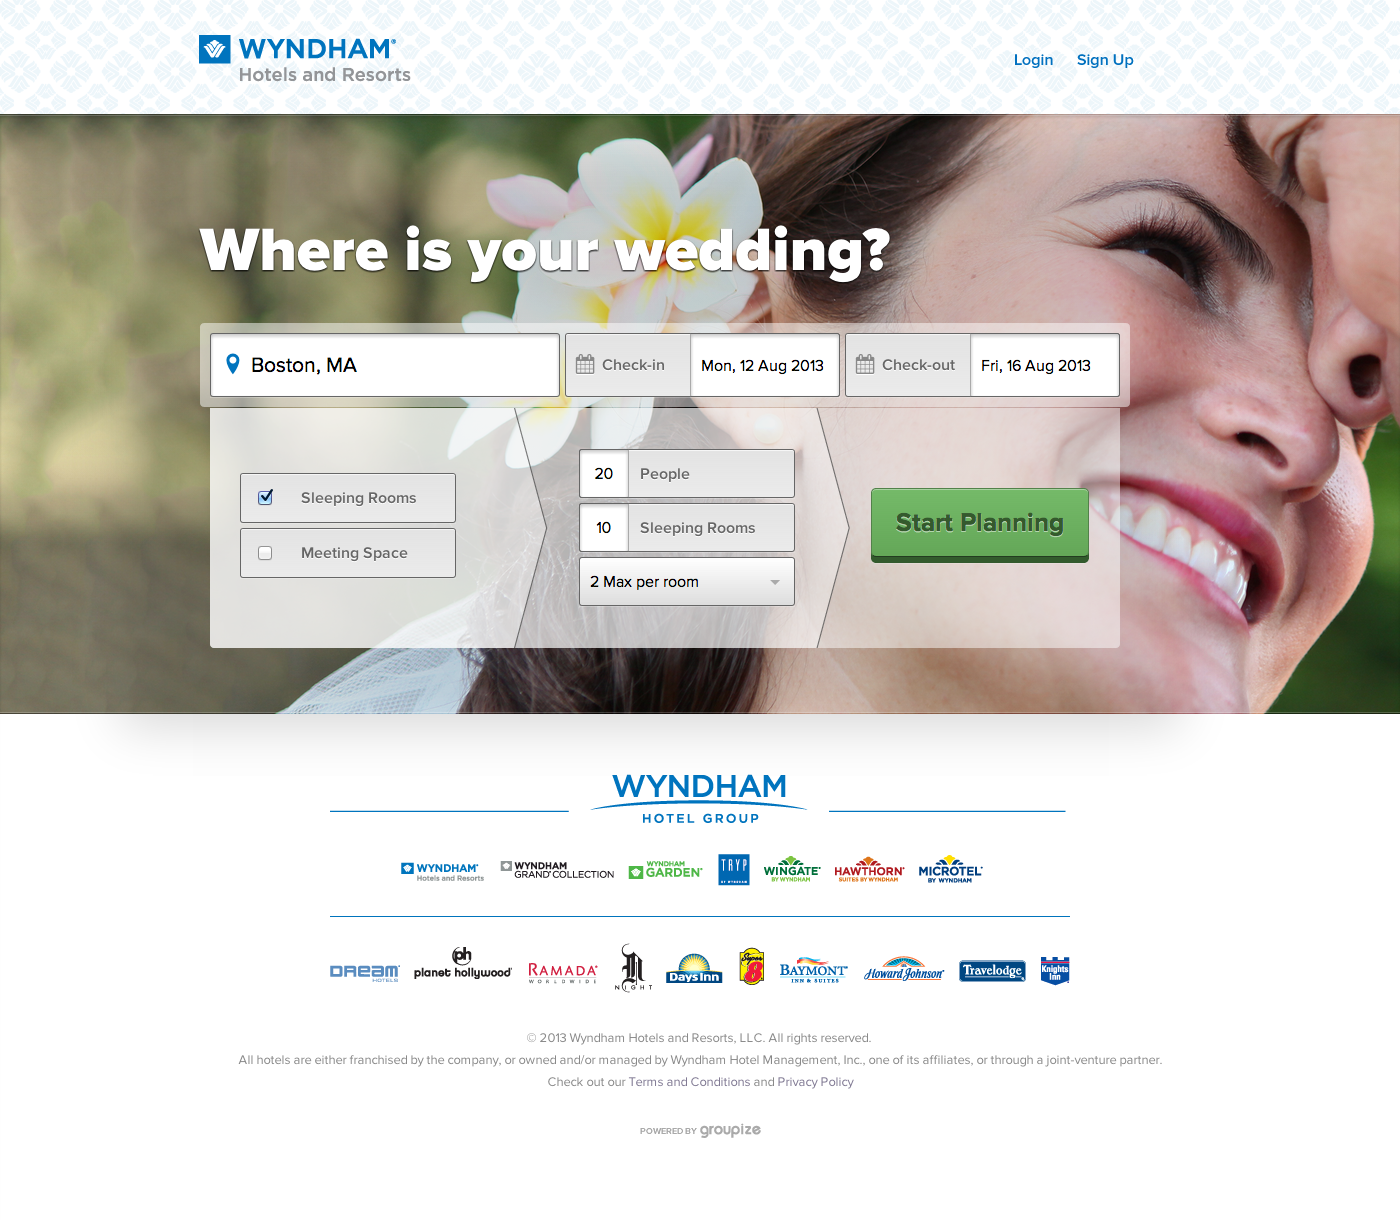 WYNDHAM®
Hotels and Resorts
Login Sign Up
Where is your wedding?
Boston, MA
Check-in
Mon, 12 Aug 2013
Check-out
Fri, 16 Aug 2013
Sleeping Rooms
Meeting Space
20 People
10 Sleeping Rooms
2 Max per room
Start Planning
WYNDHAM
HOTEL GROUP
WYNDHAM®
Hotels and Resorts
WYNDHAM
GRAND® COLLECTION
WYNDHAM
GARDEN®
TRYP
BY WYNDHAM
WINGATE®
BY WYNDHAM
HAWTHORN®
SUITES BY WYNDHAM
MICROTEL®
BY WYNDHAM
DREAM®
HOTELS
ph
planet hollywood®
RAMADA®
WORLDWIDE
N
NIGHT
Days Inn
Super
8
BAYMONT®
INN & SUITES
Howard Johnson®
Travelodge
Knights
Inn
© 2013 Wyndham Hotels and Resorts, LLC. All rights reserved.
All hotels are either franchised by the company, or owned and/or managed by Wyndham Hotel Management, Inc., one of its affiliates, or through a joint-venture partner.
Check out our Terms and Conditions and Privacy Policy
POWERED BY groupize